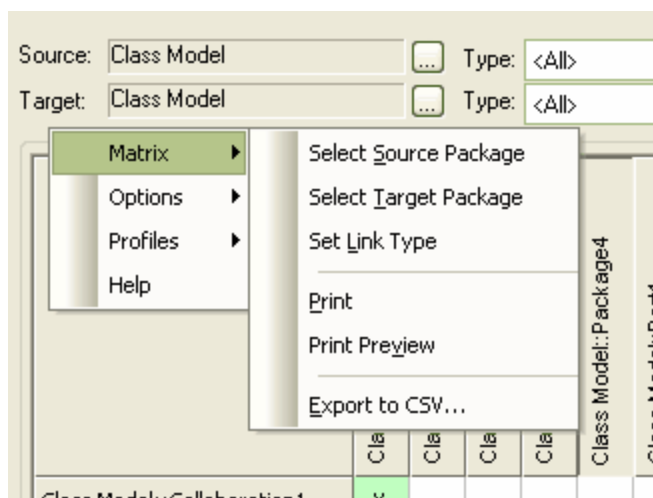 Source: Class Model ... Type: <All>
Target: Class Model ... Type: <All>
Matrix
Options
Profiles
Help
Select Source Package
Select Target Package
Set Link Type
Print
Print Preview
Export to CSV...
Cla
Cla
Cla
Cla
Class Model::Package4
Class Model::Collaboration1